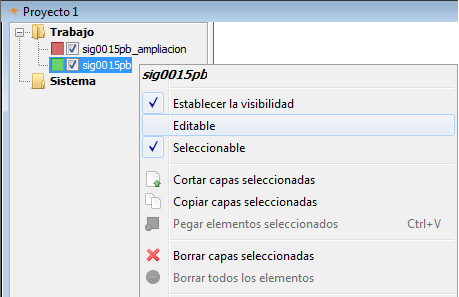 Proyecto 1
Trabajo
sig0015pb_ampliacion
sig0015pb
Sistema
sig0015pb
Establecer la visibilidad
Editable
Seleccionable
Cortar capas seleccionadas
Copiar capas seleccionadas
Pegar elementos seleccionados Ctrl+V
Borrar capas seleccionadas
Borrar todos los elementos